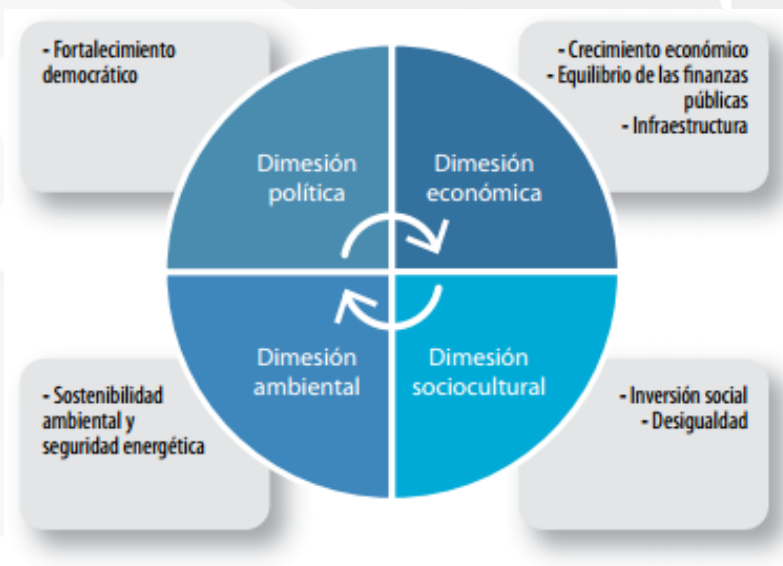 - Fortalecimiento
democrático
- Crecimiento económico
- Equilibrio de las finanzas
públicas
- Infraestructura
Dimesión
política
Dimesión
económica
Dimesión
ambiental
Dimesión
sociocultural
- Sostenibilidad
ambiental y
seguridad energética
- Inversión social
- Desigualdad